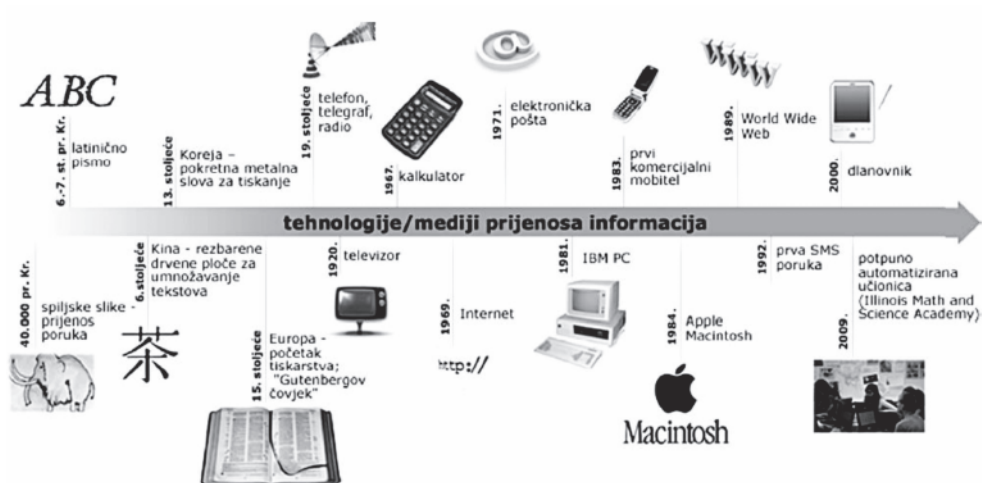 ABC
6.-7. st. pr. Kr.
latinično
pismo
13. stoljeće
Koreja –
pokretna metalna
slova za tiskanje
19. stoljeće
telefon,
telegraf,
radio
1967.
kalkulator
1971.
elektronička
pošta
1983.
prvi
komercijalni
mobitel
1989.
World Wide
Web
2000.
dlanovnik
tehnologije/mediji prijenosa informacija
40.000 pr. Kr.
spiljske slike -
prijenos
poruka
6.stoljeće
Kina - rezbarene
drvene ploče za
umnožavanje
tekstova
茶
15. stoljeće
Europa -
početak
tiskarstva;
"Gutenbergov
čovjek"
1920.
televizor
1969.
Internet
http://
1981.
IBM PC
1984.
Apple
Macintosh
Macintosh
1992.
prva SMS
poruka
2009.
potpuno
automatizirana
učionica
(Illinois Math and
Science Academy)